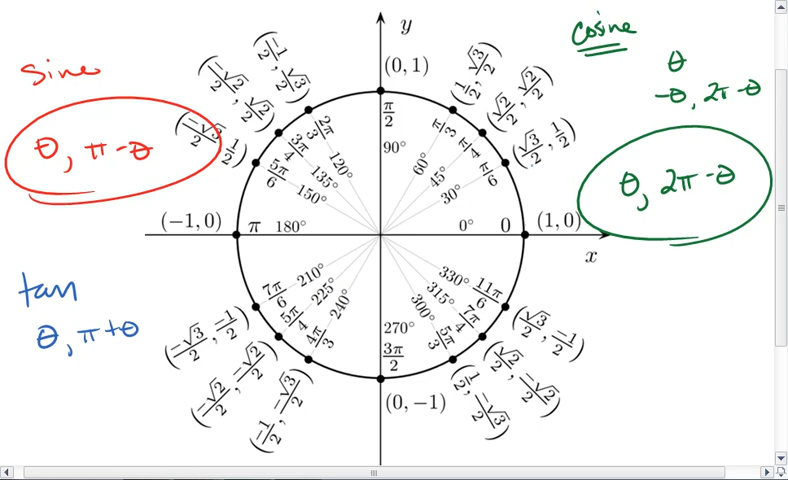 sine
θ, π-θ
tan
θ, π+θ
cosine
θ
-θ, 2π-θ
θ, 2π-θ
y
x
(0, 1)
π/2
90°
(1/2, √3/2)
π/3
60°
(√2/2, √2/2)
π/4
45°
(√3/2, 1/2)
π/6
30°
(1, 0)
0
0°
(-1/2, √3/2)
2π/3
120°
(-√2/2, √2/2)
3π/4
135°
(-√3/2, 1/2)
5π/6
150°
(-1, 0)
π
180°
(-√3/2, -1/2)
7π/6
210°
(-√2/2, -√2/2)
5π/4
225°
(-1/2, -√3/2)
4π/3
240°
270°
3π/2
(0, -1)
(1/2, -√3/2)
5π/3
300°
(√2/2, -√2/2)
7π/4
315°
(√3/2, -1/2)
11π/6
330°